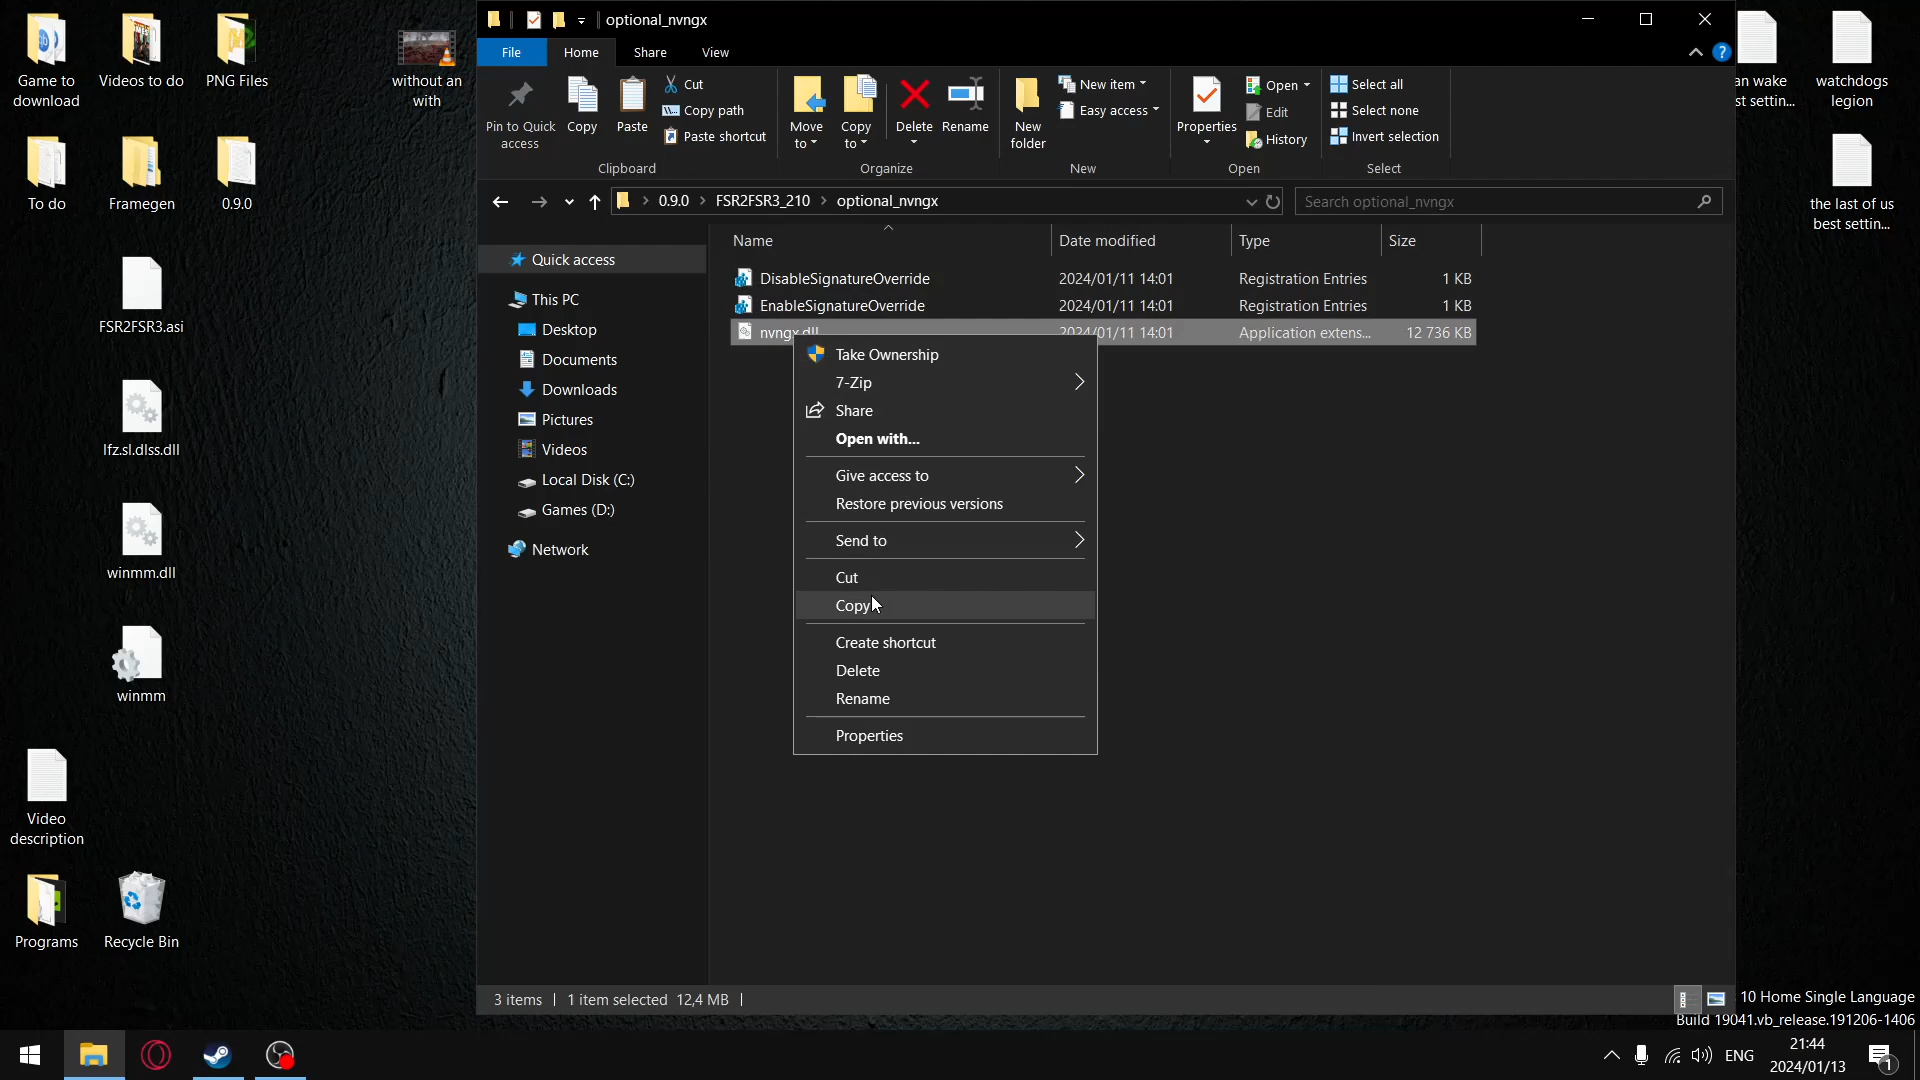 optional_nvngx
File
Home
Share
View
Pin to Quick
access
Copy
Paste
Cut
Copy path
Paste shortcut
Clipboard
Move
to
Copy
to
Delete
Rename
Organize
New
folder
New item
Easy access
New
Properties
Open
Edit
History
Open
Select all
Select none
Invert selection
Select
0.9.0
FSR2FSR3_210
optional_nvngx
Search optional_nvngx
Name
Date modified
Type
Size
DisableSignatureOverride
2024/01/11 14:01
Registration Entries
1 KB
EnableSignatureOverride
2024/01/11 14:01
Registration Entries
1 KB
nvngx.dll
2024/01/11 14:01
Application extens...
12 736 KB
Quick access
This PC
Desktop
Documents
Downloads
Pictures
Videos
Local Disk (C:)
Games (D:)
Network
Take Ownership
7-Zip
Share
Open with...
Give access to
Restore previous versions
Send to
Cut
Copy
Create shortcut
Delete
Rename
Properties
3 items
1 item selected 12,4 MB
Game to
download
Videos to do
PNG Files
without an
with
To do
Framegen
0.9.0
FSR2FSR3.asi
lfz.sl.dlss.dll
winmm.dll
winmm
Video
description
Programs
Recycle Bin
an wake
st settin...
watchdogs
legion
the last of us
best settin...
10 Home Single Language
Build 19041.vb_release.191206-1406
ENG
21:44
2024/01/13
1